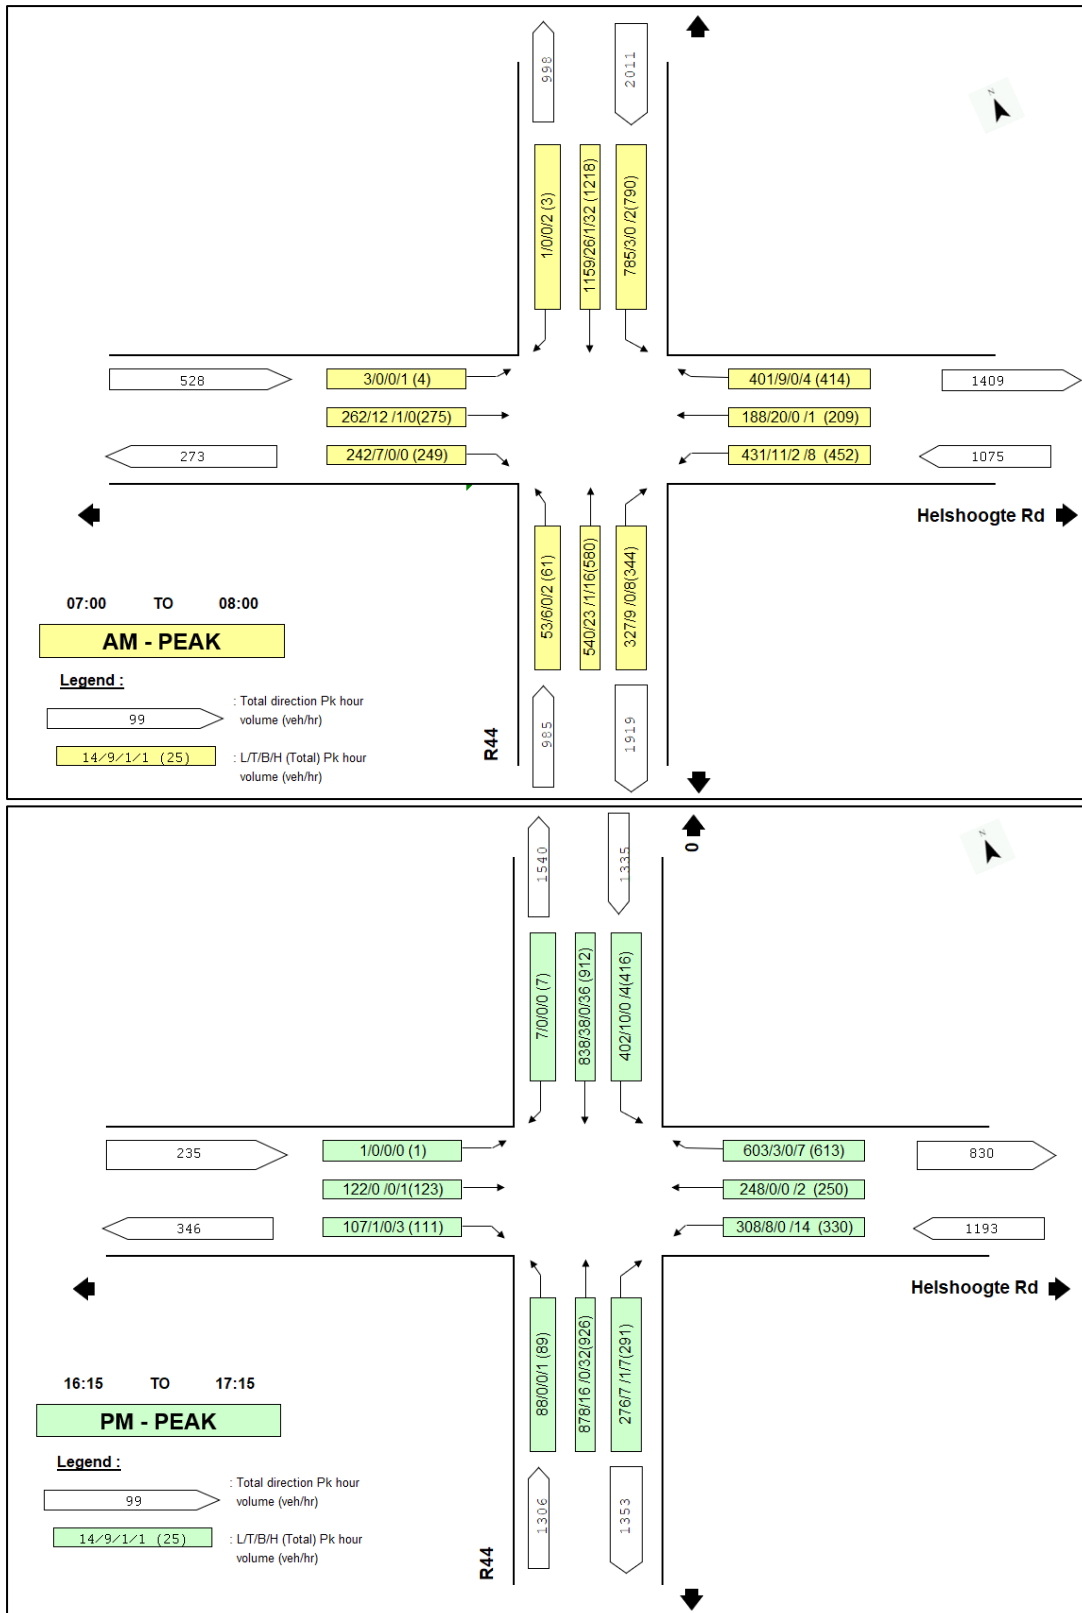 998
2011
N
1/0/0/2 (3)
1159/26/1/32 (1218)
785/3/0 /2(790)
528
3/0/0/1 (4)
401/9/0/4 (414)
1409
262/12 /1/0(275)
188/20/0 /1 (209)
273
242/7/0/0 (249)
431/11/2 /8 (452)
1075
Helshoogte Rd
53/6/0/2 (61)
540/23 /1/16(580)
327/9 /0/8(344)
07:00 TO 08:00
AM - PEAK
Legend :
99
: Total direction Pk hour
volume (veh/hr)
14/9/1/1 (25)
: L/T/B/H (Total) Pk hour
volume (veh/hr)
R44
985
1919
1540
1335
0
N
7/0/0/0 (7)
838/38/0/36 (912)
402/10/0 /4(416)
235
1/0/0/0 (1)
603/3/0/7 (613)
830
122/0 /0/1(123)
248/0/0 /2 (250)
346
107/1/0/3 (111)
308/8/0 /14 (330)
1193
Helshoogte Rd
88/0/0/1 (89)
878/16 /0/32(926)
276/7 /1/7(291)
16:15 TO 17:15
PM - PEAK
Legend :
99
: Total direction Pk hour
volume (veh/hr)
14/9/1/1 (25)
: L/T/B/H (Total) Pk hour
volume (veh/hr)
R44
1306
1353